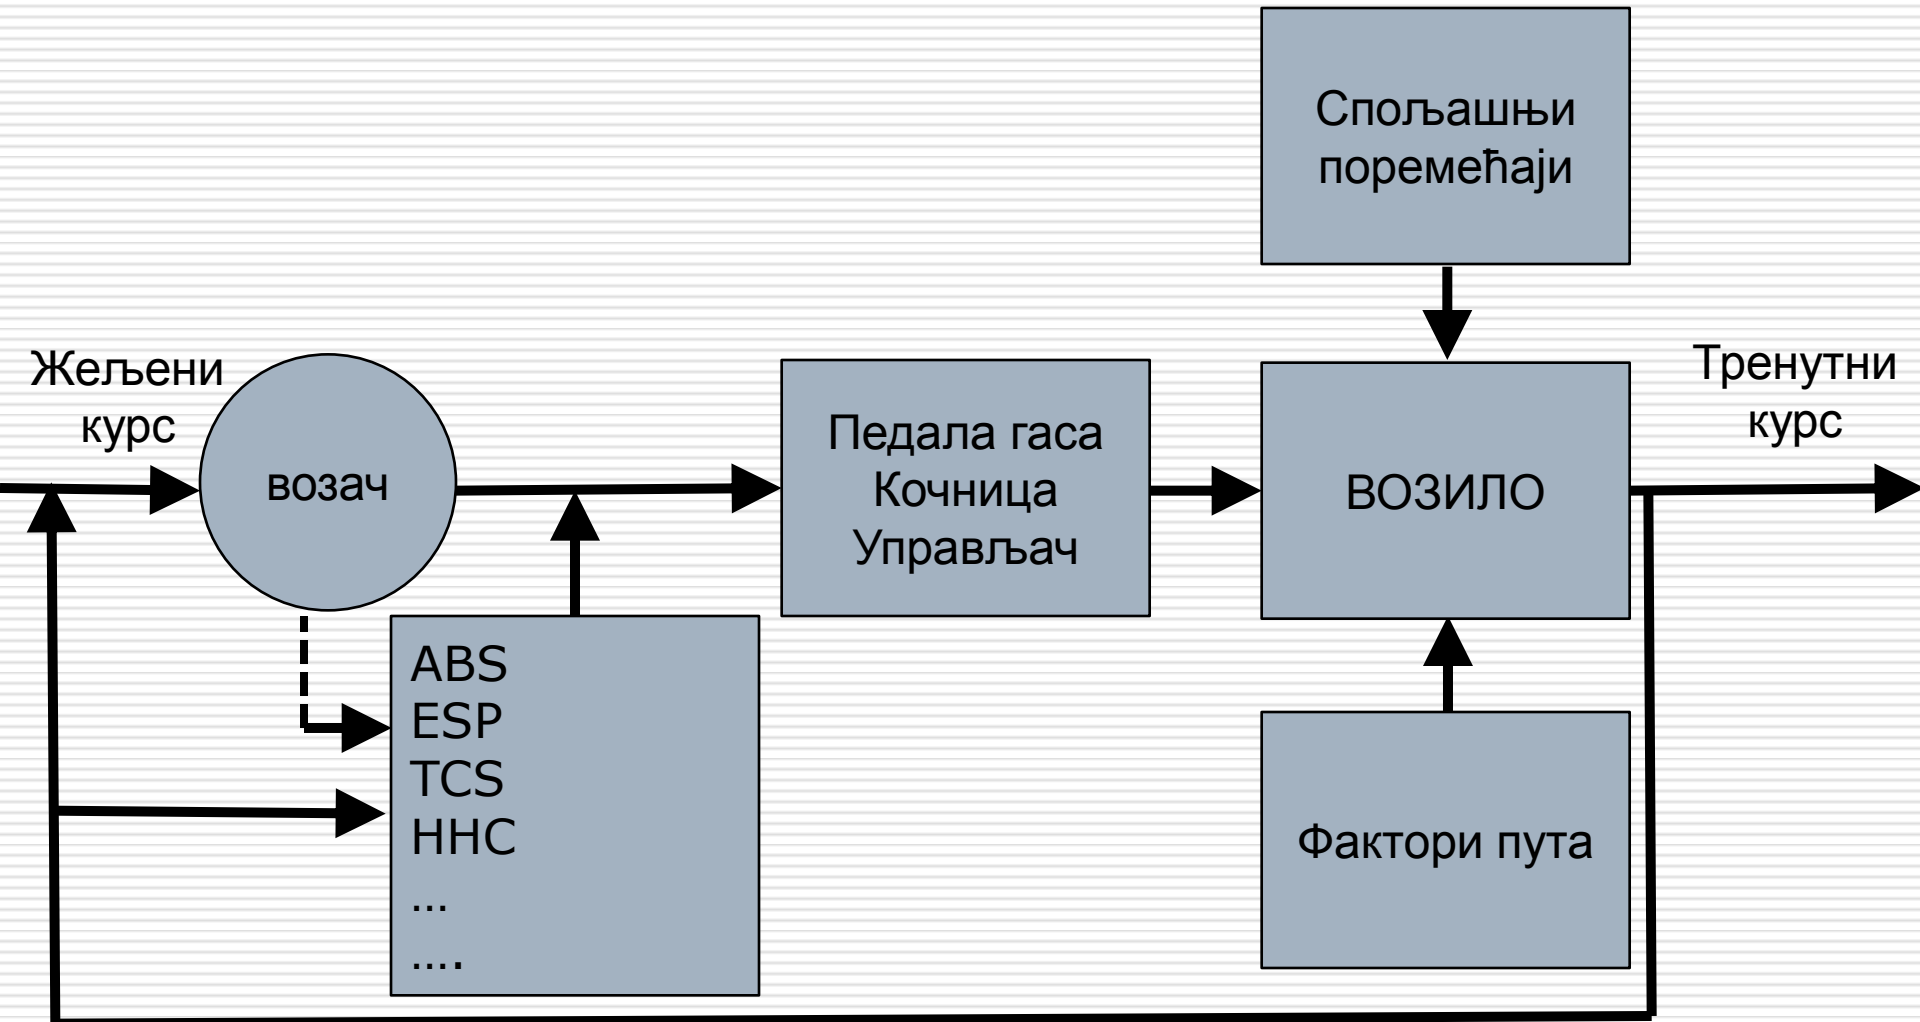 Спољашњи
поремећаји
Жељени
курс
возач
Педала гаса
Кочница
Управљач
ВОЗИЛО
Тренутни
курс
ABS
ESP
TCS
HHC
...
....
Фактори пута